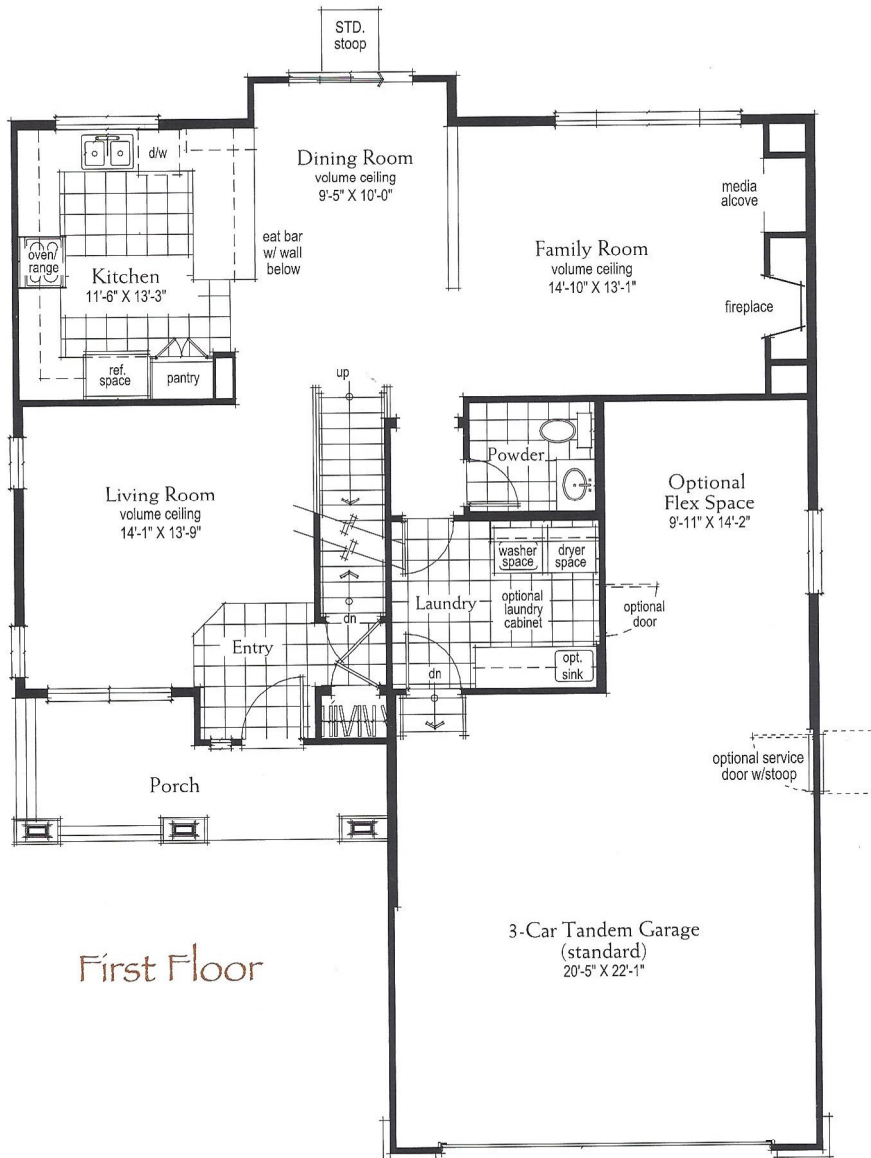 STD.
stoop
d/w
Dining Room
volume ceiling
9'-5" X 10'-0"
media
alcove
eat bar
w/ wall
below
oven/
range
Kitchen
11'-6" X 13'-3"
Family Room
volume ceiling
14'-10" X 13'-1"
fireplace
ref.
space
pantry
up
Powder
Living Room
volume ceiling
14'-1" X 13'-9"
Optional
Flex Space
9'-11" X 14'-2"
washer
space
dryer
space
Laundry
optional
laundry
cabinet
optional
door
dn
Entry
opt.
sink
dn
Porch
optional service
door w/stoop
3-Car Tandem Garage
(standard)
20'-5" X 22'-1"
First Floor